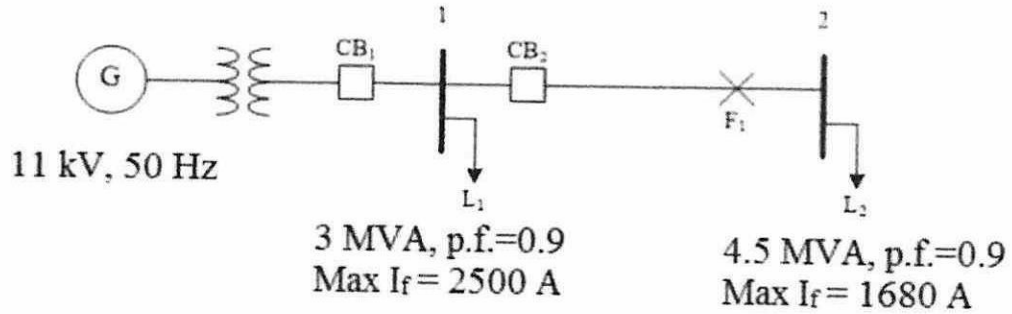 1
2
CB₁
CB₂
G
F₁
11 kV, 50 Hz
L₁
L₂
3 MVA, p.f.=0.9
Max If = 2500 A
4.5 MVA, p.f.=0.9
Max If = 1680 A